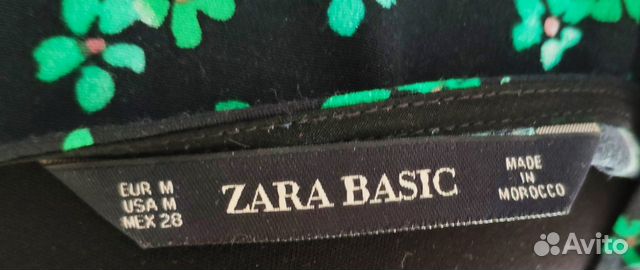 EUR M
USA M
MEX 28
ZARA BASIC
MADE
IN
MOROCCO
Avito